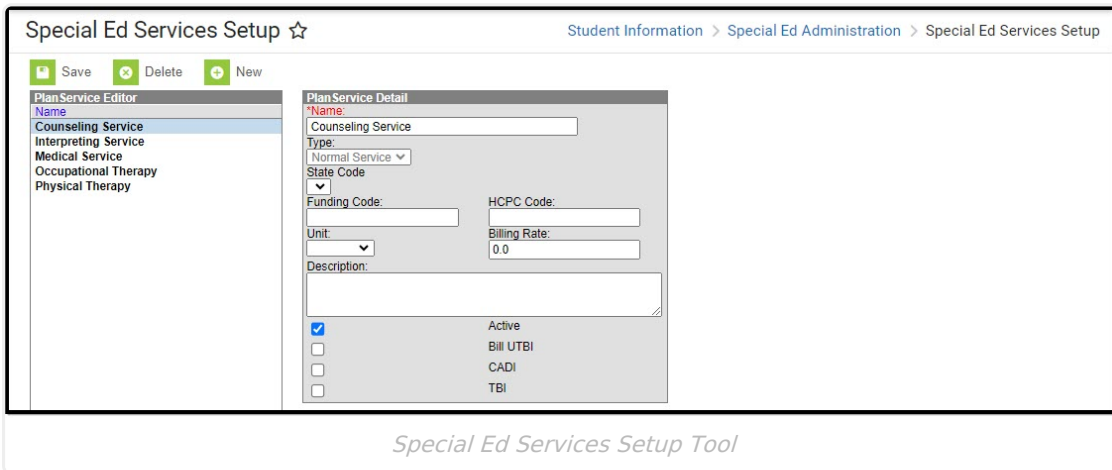 Special Ed Services Setup ☆
Student Information > Special Ed Administration > Special Ed Services Setup
Save Delete New
PlanService Editor
Name
Counseling Service
Interpreting Service
Medical Service
Occupational Therapy
Physical Therapy
PlanService Detail
*Name:
Counseling Service
Type:
Normal Service
State Code
Funding Code: HCPC Code:
Unit: Billing Rate:
0.0
Description:
Active
Bill UTBI
CADI
TBI
Special Ed Services Setup Tool